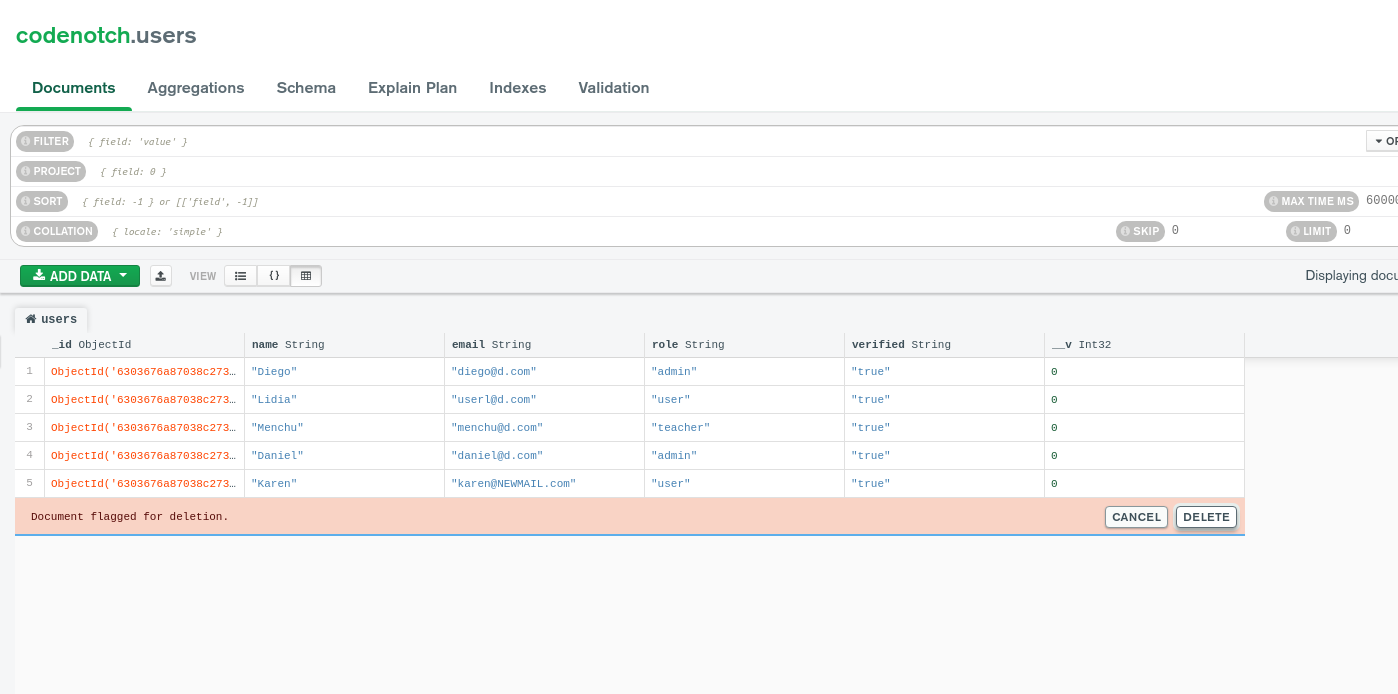 codenotch.users
Documents Aggregations Schema Explain Plan Indexes Validation
FILTER { field: 'value' }
PROJECT { field: 0 }
SORT { field: -1 } or [['field', -1]] MAX TIME MS 60000
COLLATION { locale: 'simple' } SKIP 0 LIMIT 0
ADD DATA VIEW {} Displaying
users
_id ObjectId name String email String role String verified String __v Int32
1 ObjectId('6303676a87038c273… "Diego" "diego@d.com" "admin" "true" 0
2 ObjectId('6303676a87038c273… "Lidia" "userl@d.com" "user" "true" 0
3 ObjectId('6303676a87038c273… "Menchu" "menchu@d.com" "teacher" "true" 0
4 ObjectId('6303676a87038c273… "Daniel" "daniel@d.com" "admin" "true" 0
5 ObjectId('6303676a87038c273… "Karen" "karen@NEWMAIL.com" "user" "true" 0
Document flagged for deletion. CANCEL DELETE